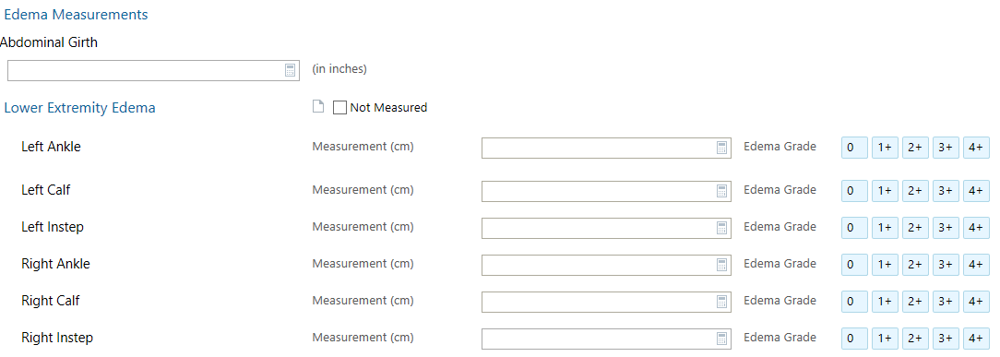 Edema Measurements
Abdominal Girth
(in inches)
Lower Extremity Edema Not Measured
Left Ankle Measurement (cm) Edema Grade 0 1+ 2+ 3+ 4+
Left Calf Measurement (cm) Edema Grade 0 1+ 2+ 3+ 4+
Left Instep Measurement (cm) Edema Grade 0 1+ 2+ 3+ 4+
Right Ankle Measurement (cm) Edema Grade 0 1+ 2+ 3+ 4+
Right Calf Measurement (cm) Edema Grade 0 1+ 2+ 3+ 4+
Right Instep Measurement (cm) Edema Grade 0 1+ 2+ 3+ 4+